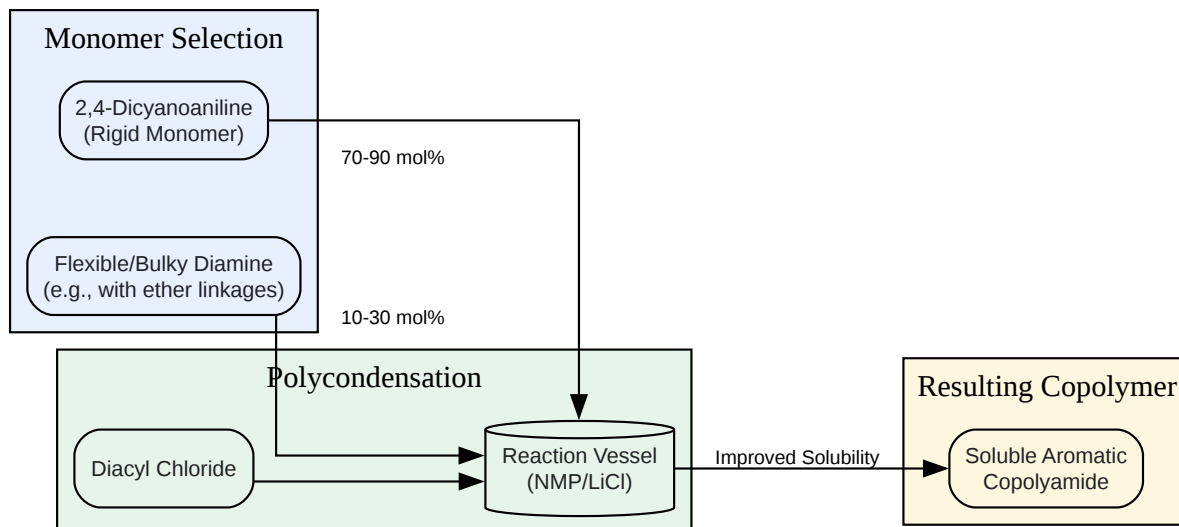 Monomer Selection
2,4-Dicyanoaniline
(Rigid Monomer)
70-90 mol%
Flexible/Bulky Diamine
(e.g., with ether linkages)
10-30 mol%
Polycondensation
Diacyl Chloride
Reaction Vessel
(NMP/LiCl)
Improved Solubility
Resulting Copolymer
Soluble Aromatic
Copolyamide